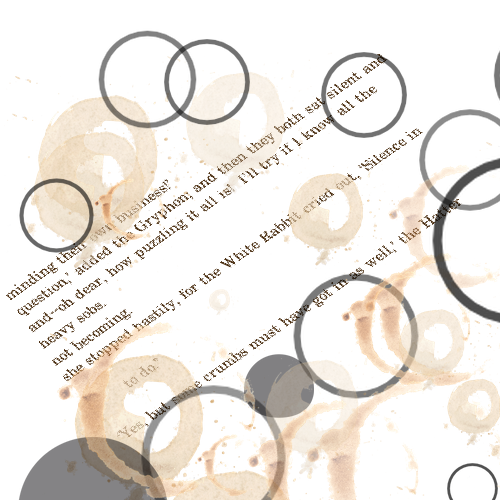 minding their own business!'
question,' added the Gryphon; and then they both sat silent and
and--oh dear, how puzzling it all is! I'll try if I know all the
heavy sobs.
not becoming.
she stopped hastily, for the White Rabbit cried out, "Silence in
to do."
'Yes, but some crumbs must have got in as well,' the Hatter